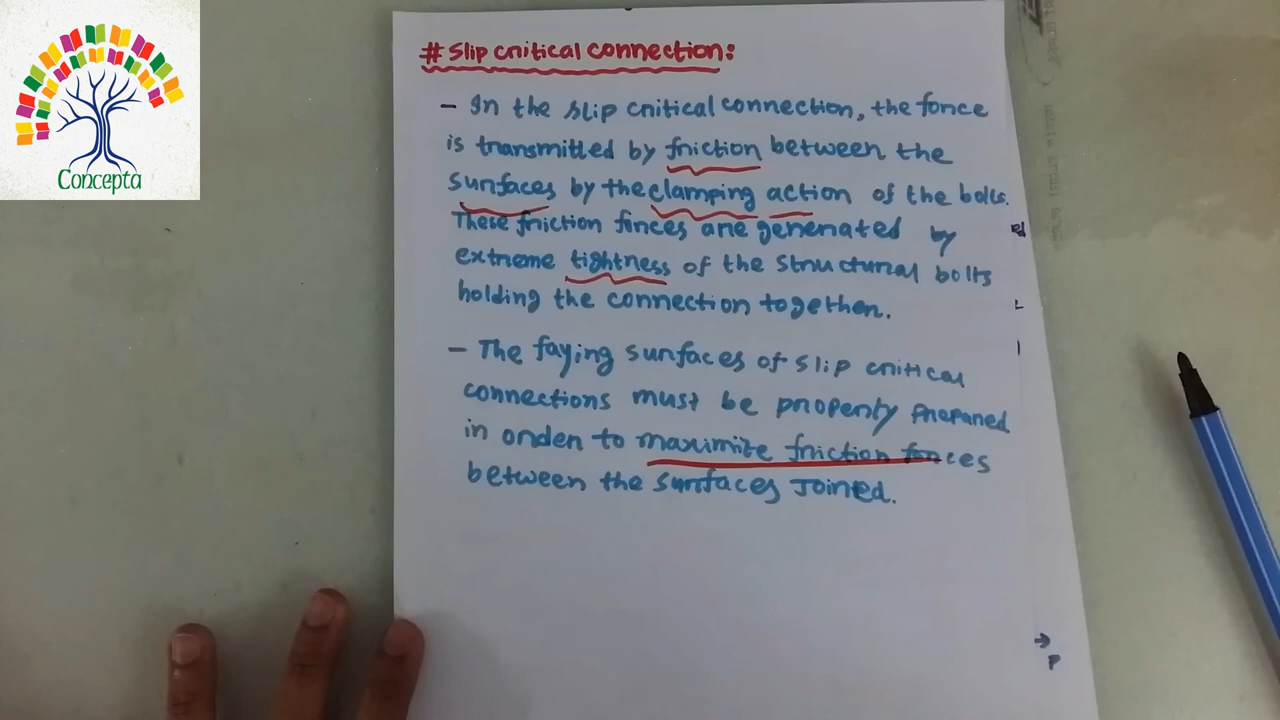 Concepta
# Slip critical connection:
- In the slip critical connection, the force
is transmitted by friction between the
surfaces by the clamping action of the bolts.
These friction forces are generated by
extreme tightness of the structural bolts
holding the connection together.
- The faying surfaces of slip critical
connections must be properly prepared
in order to maximize friction forces
between the surfaces joined.